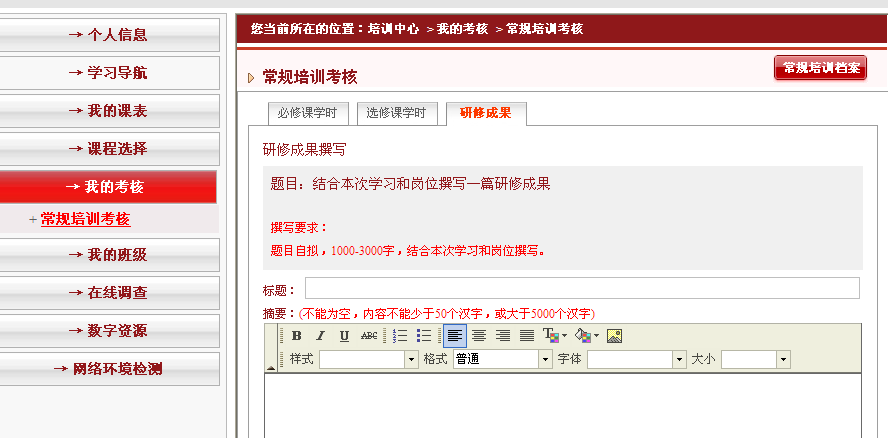 您当前所在的位置：培训中心 >我的考核 >常规培训考核
→ 个人信息
→ 学习导航
→ 我的课表
→ 课程选择
→ 我的考核
+ 常规培训考核
→ 我的班级
→ 在线调查
→ 数字资源
→ 网络环境检测
常规培训考核
常规培训档案
必修课学时 选修课学时 研修成果
研修成果撰写
题目：结合本次学习和岗位撰写一篇研修成果
撰写要求：
题目自拟，1000-3000字，结合本次学习和岗位撰写。
标题：
摘要：(不能为空，内容不能少于50个汉字，或大于5000个汉字)
B I U ABC
样式 格式 普通 字体 大小